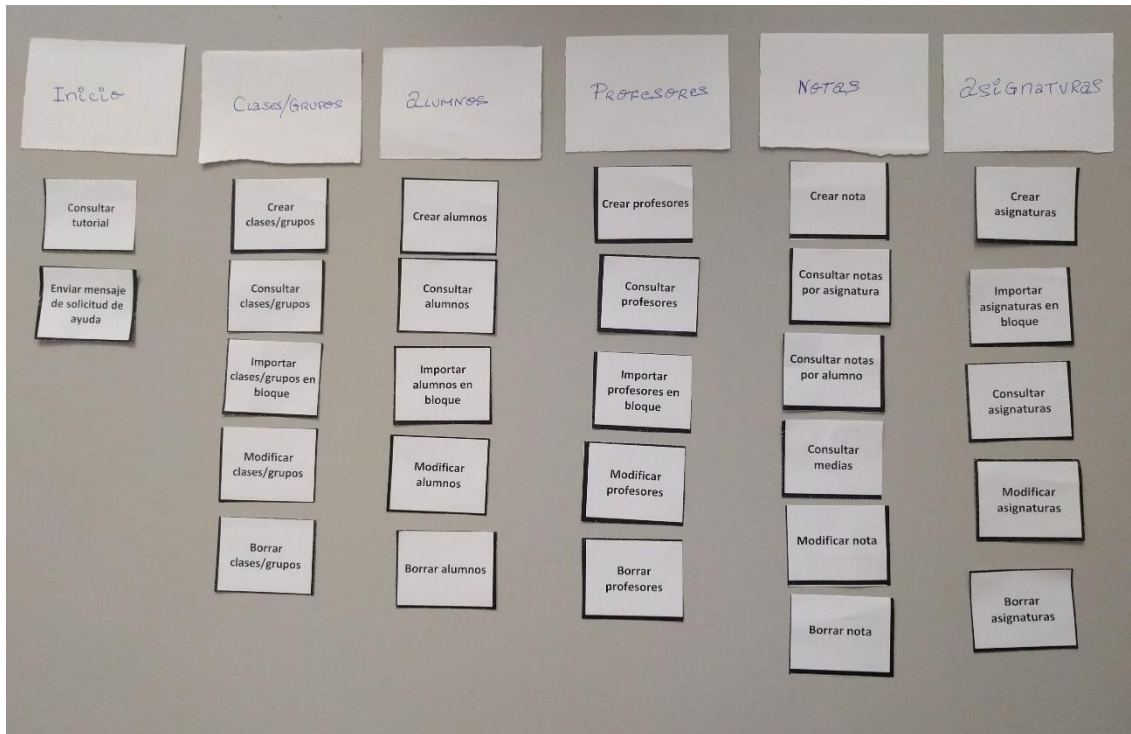 Inicio
Consultar
tutorial
Enviar mensaje
de solicitud de
ayuda
Clases/Grupos
Crear
clases/grupos
Consultar
clases/grupos
Importar
clases/grupos en
bloque
Modificar
clases/grupos
Borrar
clases/grupos
alumnos
Crear alumnos
Consultar
alumnos
Importar
alumnos en
bloque
Modificar
alumnos
Borrar alumnos
Profesores
Crear profesores
Consultar
profesores
Importar
profesores en
bloque
Modificar
profesores
Borrar
profesores
Notas
Crear nota
Consultar notas
por asignatura
Consultar notas
por alumno
Consultar
medias
Modificar nota
Borrar nota
asignaturas
Crear
asignaturas
Importar
asignaturas en
bloque
Consultar
asignaturas
Modificar
asignaturas
Borrar
asignaturas